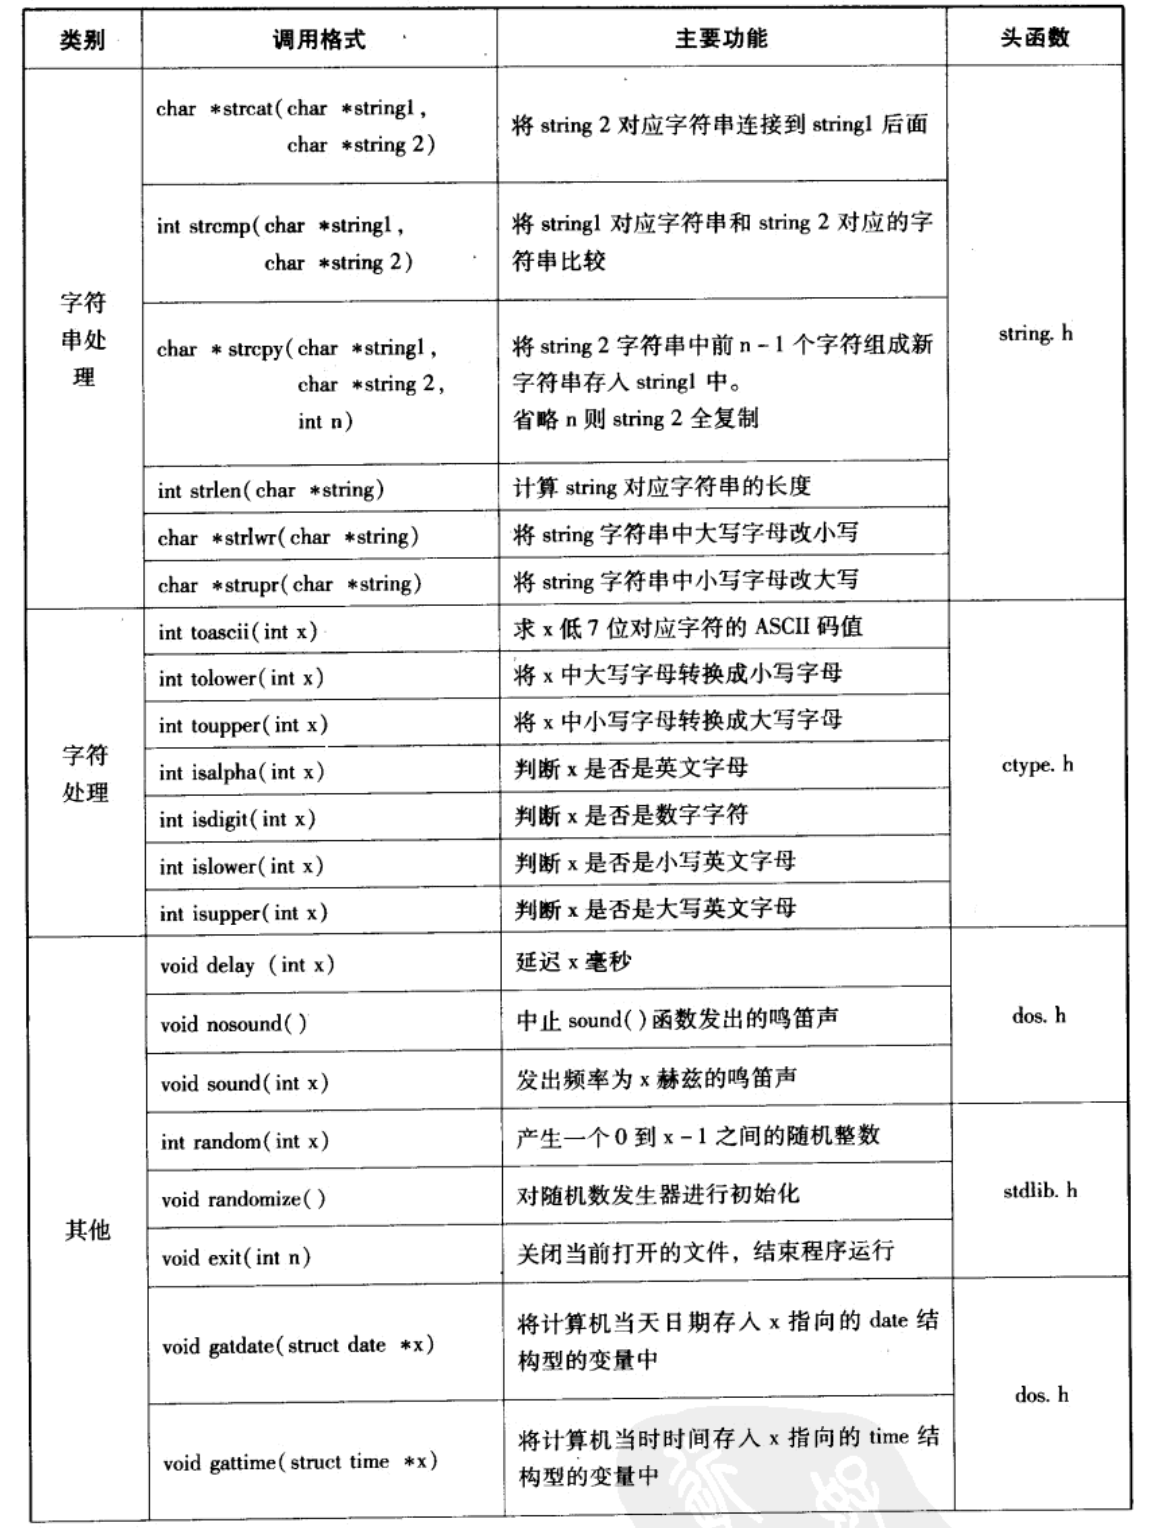 类别 调用格式 主要功能 头函数
字符
串处
理
char *strcat(char *string1,
char *string 2)
将 string 2 对应字符串连接到 string1 后面
int strcmp(char *string1,
char *string 2)
将 string1 对应字符串和 string 2 对应的字
符串比较
char * strcpy(char *string1,
char *string 2,
int n)
将 string 2 字符串中前 n－1 个字符组成新
字符串存入 string1 中。
省略 n 则 string 2 全复制
int strlen(char *string) 计算 string 对应字符串的长度
char *strlwr(char *string) 将 string 字符串中大写字母改小写
char *strupr(char *string) 将 string 字符串中小写字母改大写
string. h
字符
处理
int toascii(int x) 求 x 低 7 位对应字符的 ASCII 码值
int tolower(int x) 将 x 中大写字母转换成小写字母
int toupper(int x) 将 x 中小写字母转换成大写字母
int isalpha(int x) 判断 x 是否是英文字母
int isdigit(int x) 判断 x 是否是数字字符
int islower(int x) 判断 x 是否是小写英文字母
int isupper(int x) 判断 x 是否是大写英文字母
ctype. h
其他
void delay (int x) 延迟 x 毫秒
void nosound() 中止 sound()函数发出的鸣笛声
void sound(int x) 发出频率为 x 赫兹的鸣笛声
dos. h
int random(int x) 产生一个 0 到 x－1 之间的随机整数
void randomize() 对随机数发生器进行初始化
void exit(int n) 关闭当前打开的文件，结束程序运行
stdlib. h
void gatdate(struct date *x)
将计算机当天日期存入 x 指向的 date 结
构型的变量中
void gattime(struct time *x)
将计算机当时时间存入 x 指向的 time 结
构型的变量中
dos. h